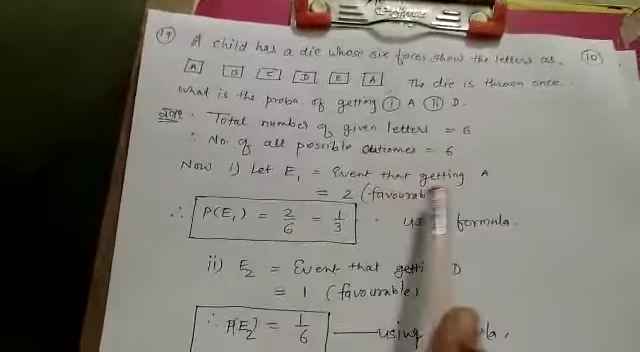 (19) A child has a die whose six faces show the letters as. (10)
A B C D E A The die is thrown once.
What is the proba. of getting (i) A (ii) D.
Total number of given letters = 6
∴ No. of all possible outcomes = 6
Now i) Let E₁ = Event that getting A
= 2 (favourab
∴ P(E₁) = 2/6 = 1/3 formula.
ii) E₂ = Event that getti D
= 1 (favourable)
∴ P(E₂) = 1/6 using